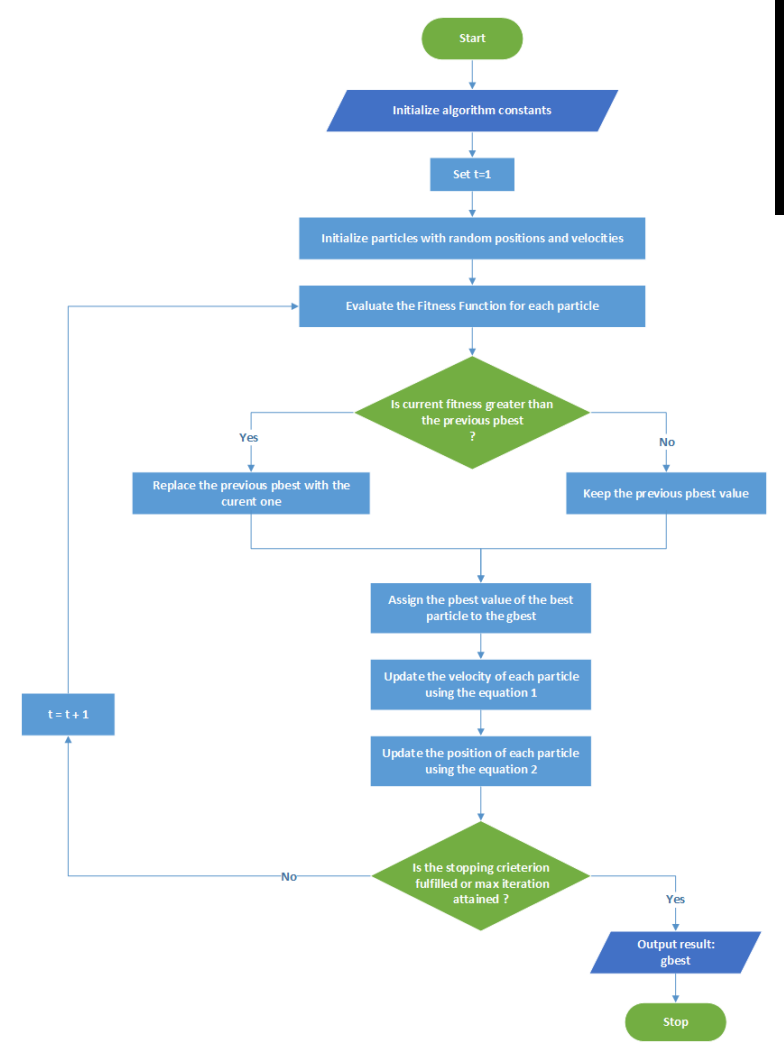 Start
Initialize algorithm constants
Set t=1
Initialize particles with random positions and velocities
Evaluate the Fitness Function for each particle
Is current fitness greater than
the previous pbest
?
Yes
No
Replace the previous pbest with the
curent one
Keep the previous pbest value
Assign the pbest value of the best
particle to the gbest
Update the velocity of each particle
using the equation 1
t = t + 1
Update the position of each particle
using the equation 2
Is the stopping crieterion
fulfilled or max iteration
attained ?
No
Yes
Output result:
gbest
Stop